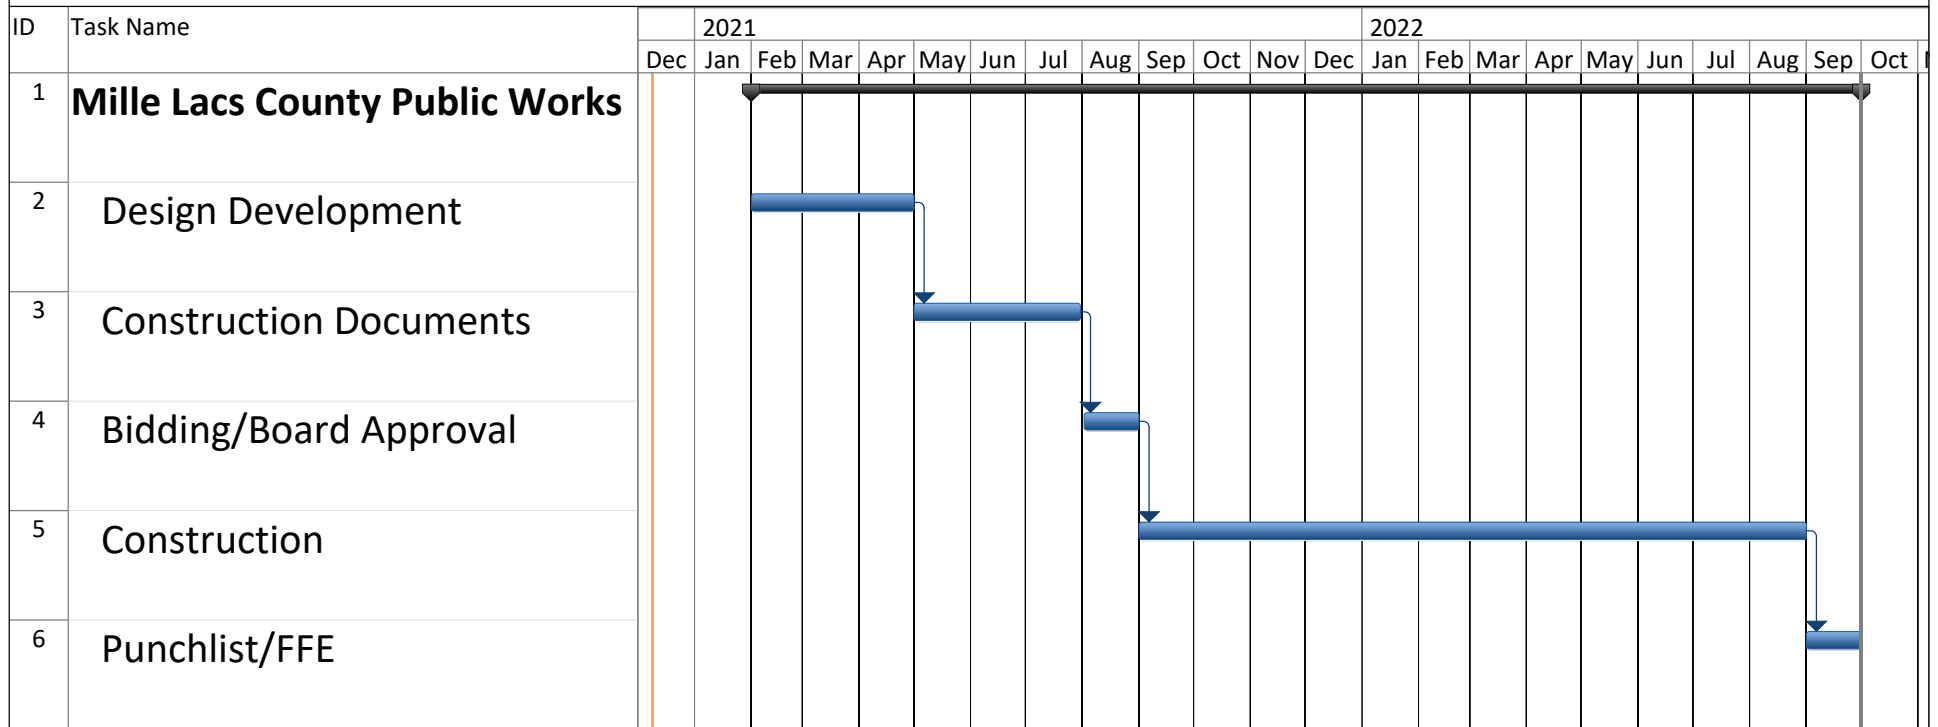 ID Task Name 2021 2022
Dec Jan Feb Mar Apr May Jun Jul Aug Sep Oct Nov Dec Jan Feb Mar Apr May Jun Jul Aug Sep Oct
1 Mille Lacs County Public Works
2 Design Development
3 Construction Documents
4 Bidding/Board Approval
5 Construction
6 Punchlist/FFE